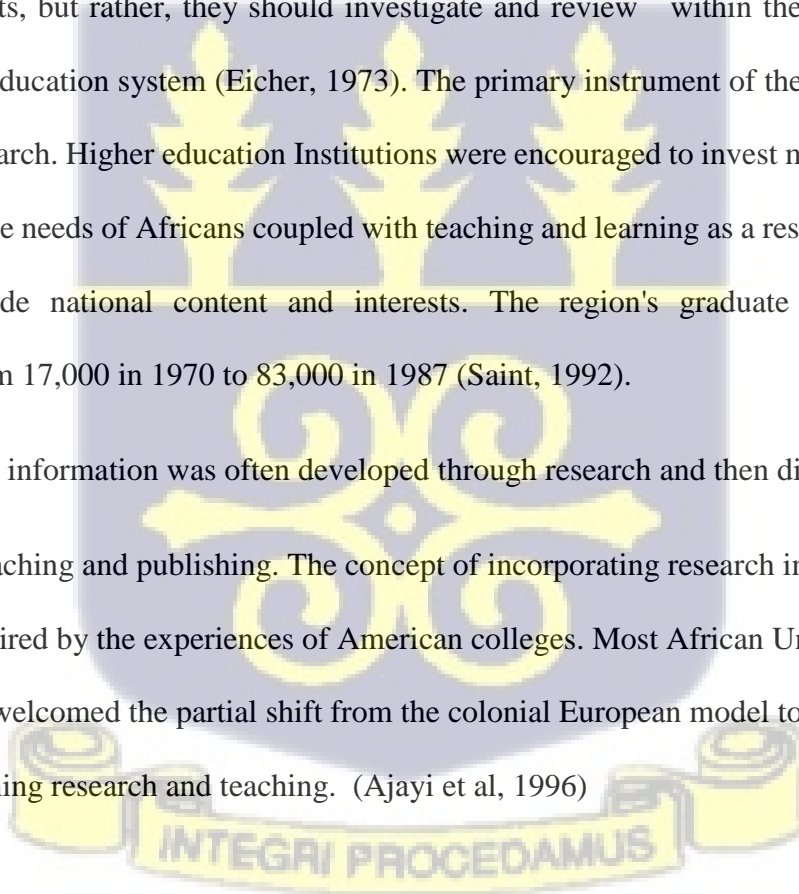 ts, but rather, they should investigate and review within the
ducation system (Eicher, 1973). The primary instrument of the
arch. Higher education Institutions were encouraged to invest m
e needs of Africans coupled with teaching and learning as a res
de national content and interests. The region's graduate
m 17,000 in 1970 to 83,000 in 1987 (Saint, 1992).
information was often developed through research and then di
aching and publishing. The concept of incorporating research in
ired by the experiences of American colleges. Most African Un
welcomed the partial shift from the colonial European model to
ning research and teaching. (Ajayi et al, 1996)
INTEGRI PROCEDAMUS